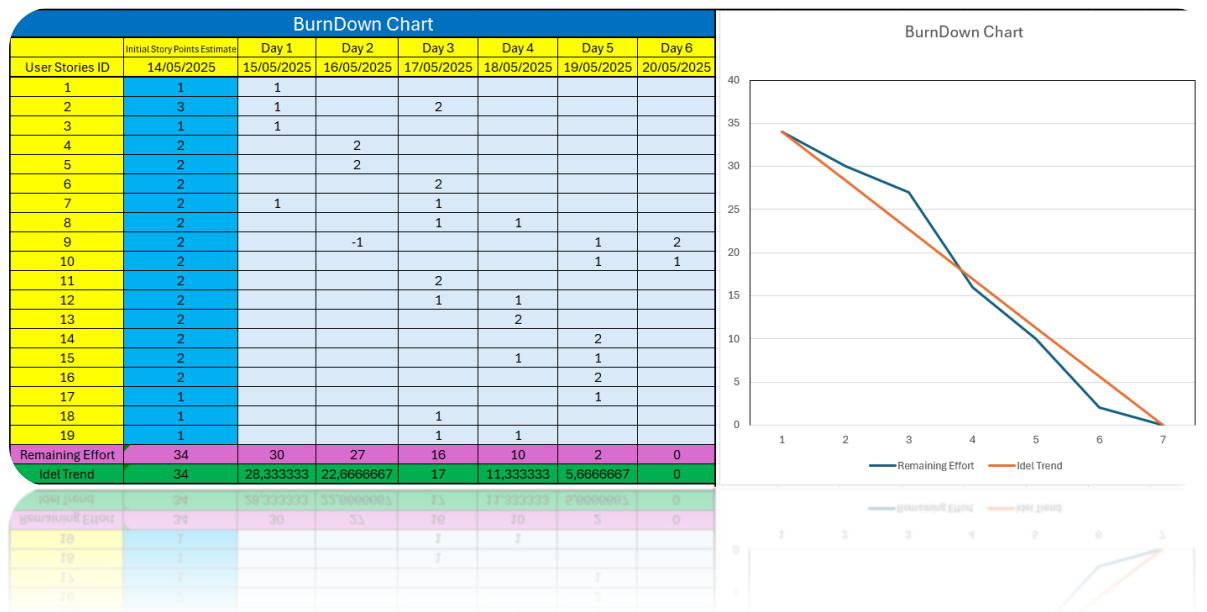 BurnDown Chart
Initial Story Points Estimate Day 1 Day 2 Day 3 Day 4 Day 5 Day 6
User Stories ID 14/05/2025 15/05/2025 16/05/2025 17/05/2025 18/05/2025 19/05/2025 20/05/2025
1 1 1
2 3 1 2
3 1 1
4 2 2
5 2 2
6 2 2
7 2 1 1
8 2 1 1
9 2 -1 1 2
10 2 1 1
11 2 2
12 2 1 1
13 2 2
14 2 2
15 2 1 1
16 2 2
17 1 1
18 1 1
19 1 1 1
Remaining Effort 34 30 27 16 10 2 0
Idel Trend 34 28,333333 22,6666667 17 11,333333 5,6666667 0
BurnDown Chart
40
35
30
25
20
15
10
5
0
1 2 3 4 5 6 7
Remaining Effort Idel Trend